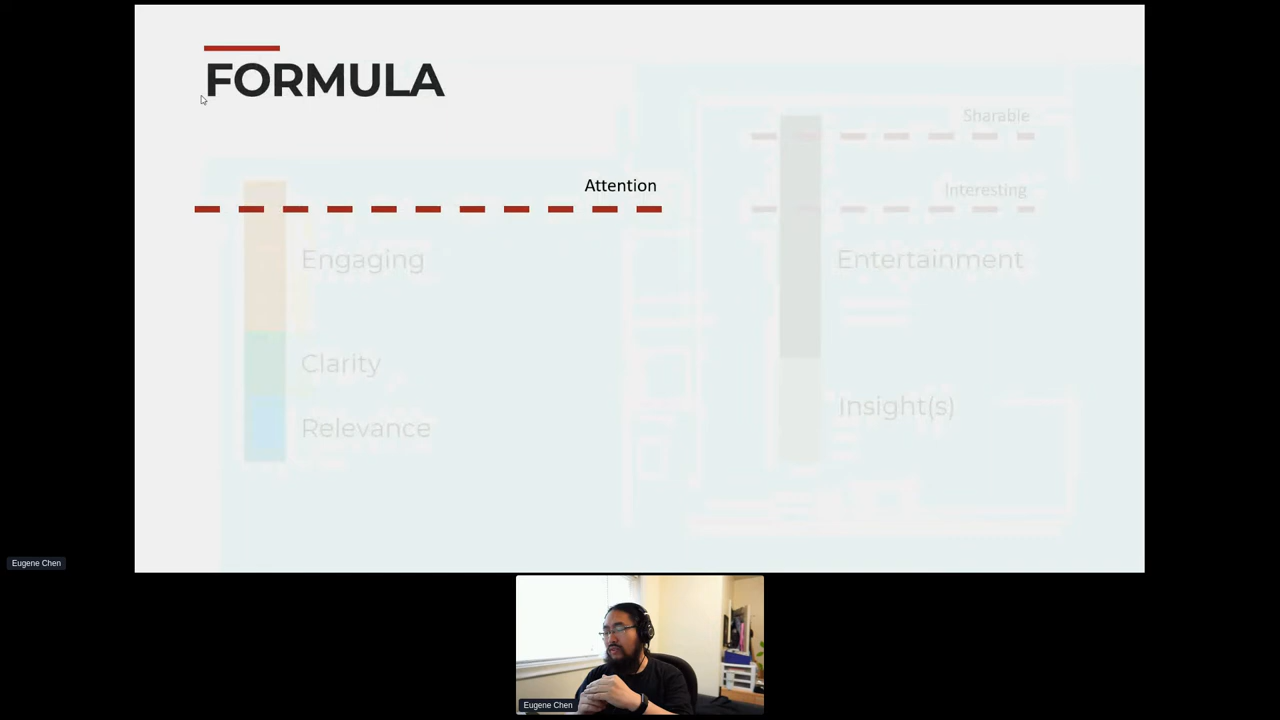 FORMULA
Attention
Engaging
Clarity
Relevance
Sharable
Interesting
Entertainment
Insight(s)
Eugene Chen
Eugene Chen